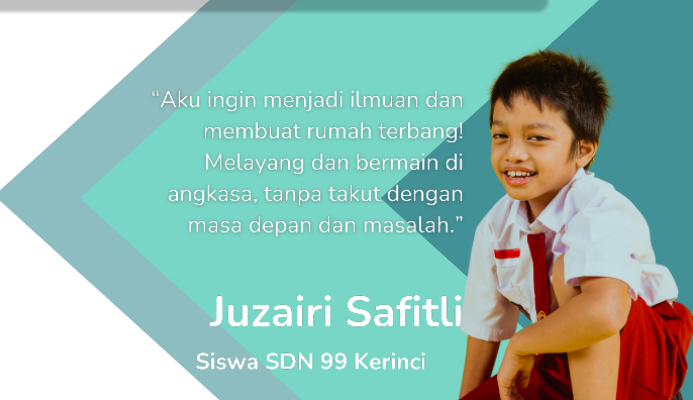 “Aku ingin menjadi ilmuan dan
membuat rumah terbang!
Melayang dan bermain di
angkasa, tanpa takut dengan
masa depan dan masalah.”
Juzairi Safitli
Siswa SDN 99 Kerinci